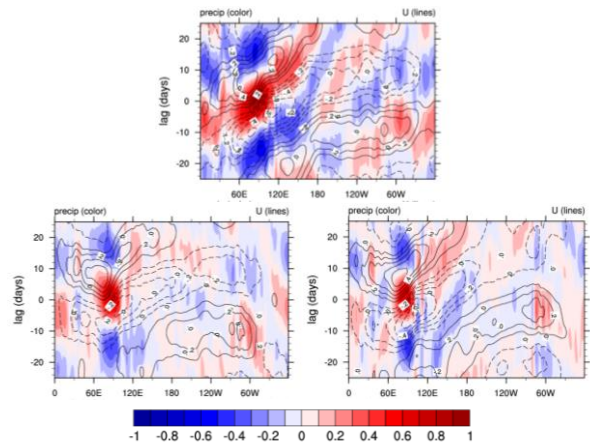 precip (color) U (lines)
lag (days)
20
10
0
-10
-20
60E 120E 180 120W 60W
precip (color) U (lines)
lag (days)
20
10
0
-10
-20
0 60E 120E 180 120W 60W
precip (color) U (lines)
lag (days)
20
10
0
-10
-20
0 60E 120E 180 120W 60W
-1 -0.8 -0.6 -0.4 -0.2 0 0.2 0.4 0.6 0.8 1